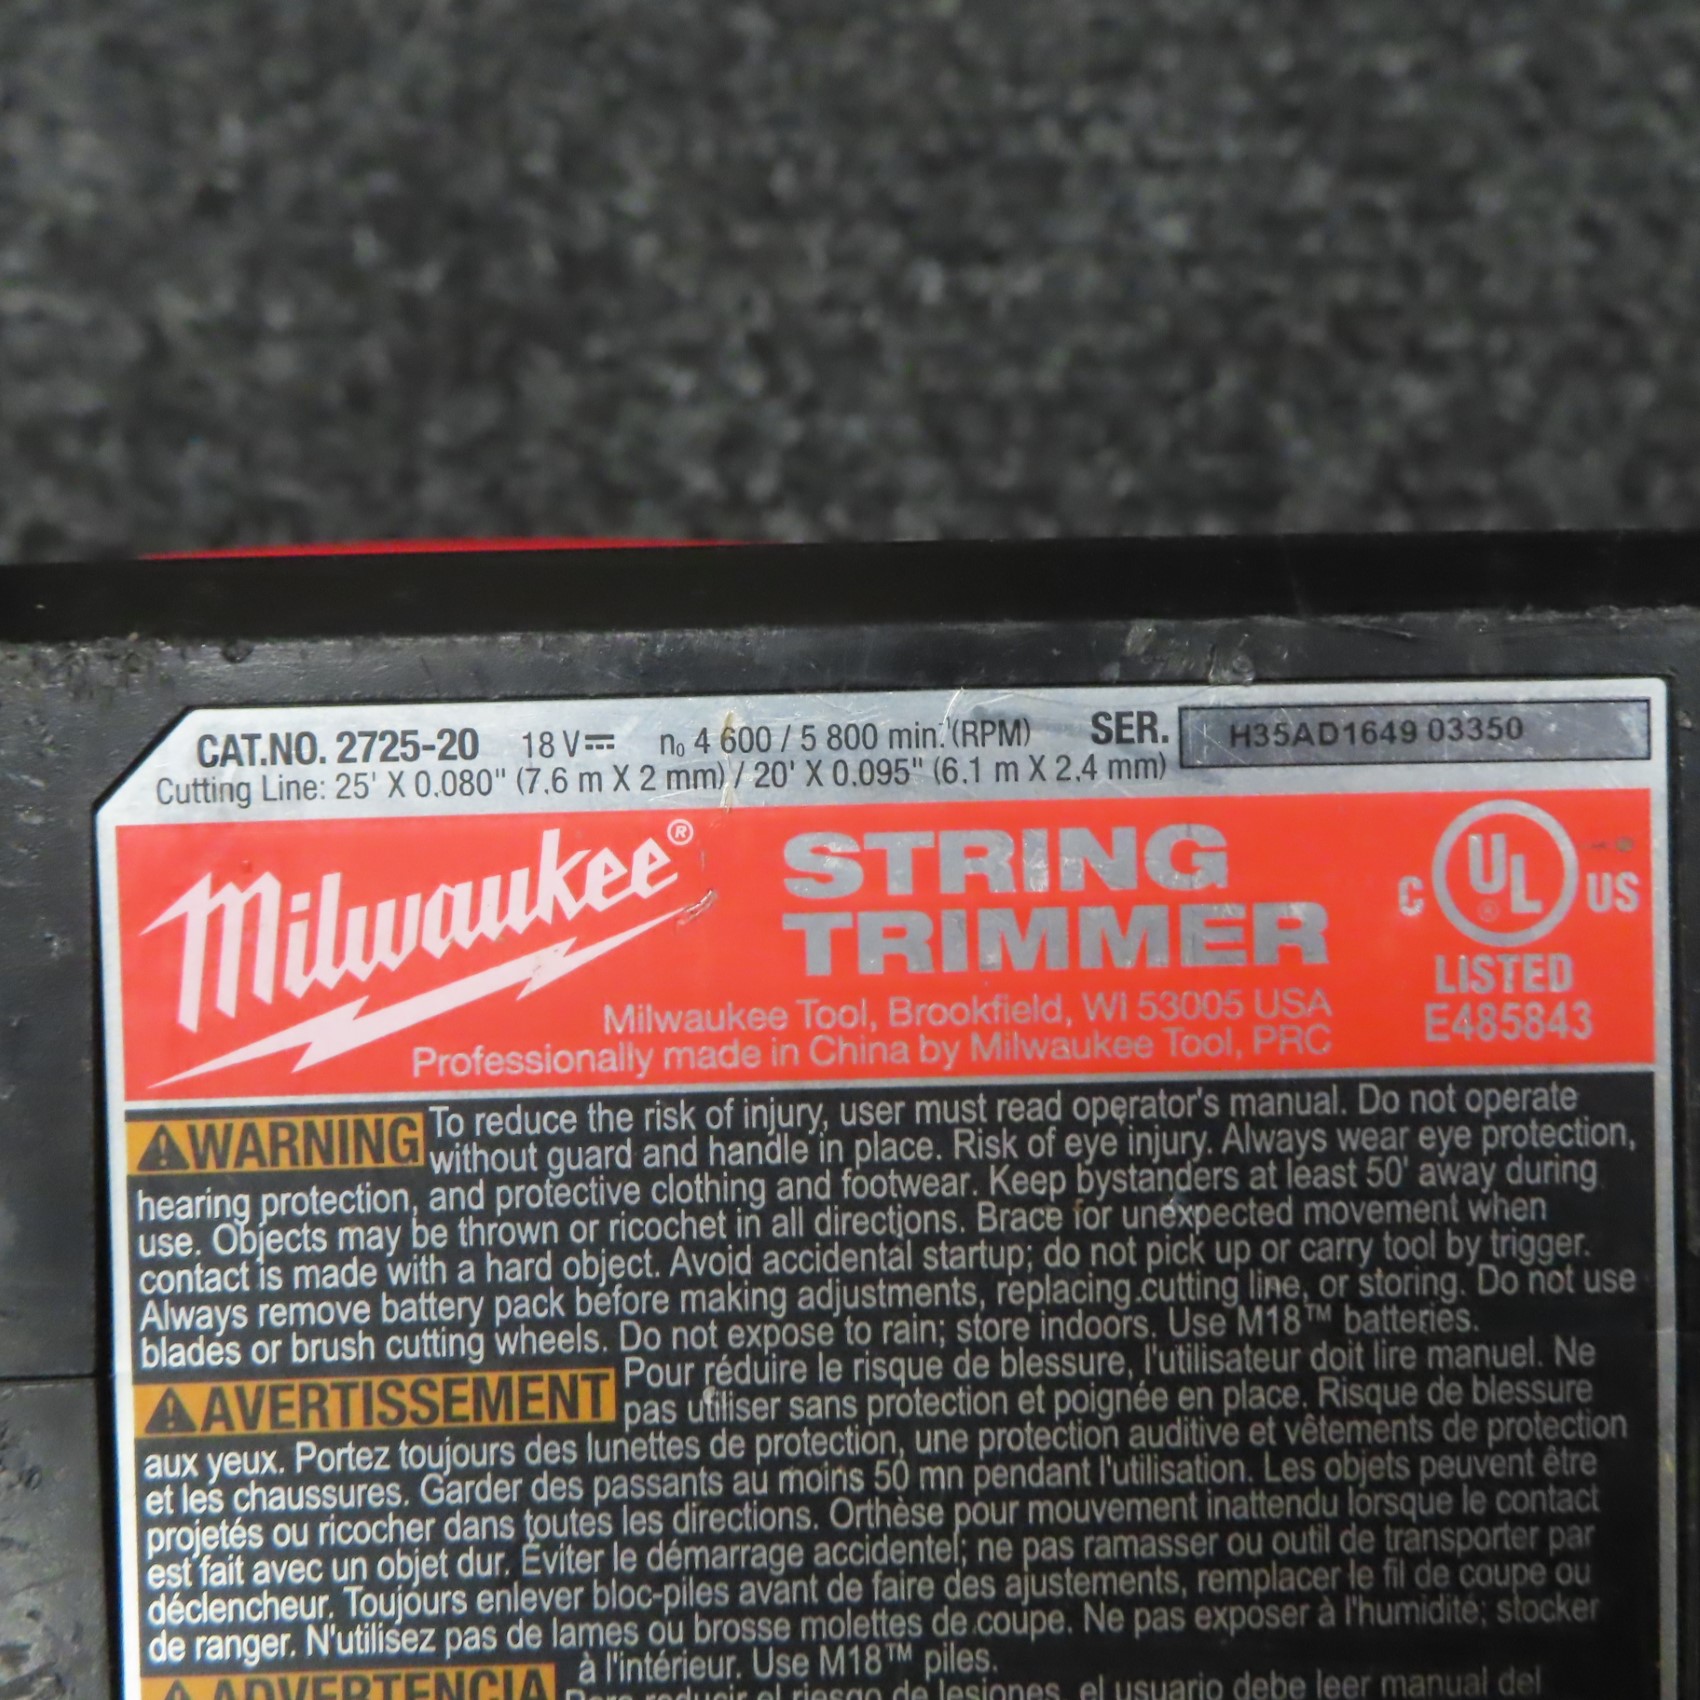 CAT.NO. 2725-20 18 V n₀ 4 600 / 5 800 min.⁻¹(RPM) SER. H35AD1649 03350
Cutting Line: 25' X 0.080" (7.6 m X 2 mm) / 20' X 0.095" (6.1 m X 2.4 mm)
Milwaukee®
STRING
TRIMMER
C UL® US
LISTED
E485843
Milwaukee Tool, Brookfield, WI 53005 USA
Professionally made in China by Milwaukee Tool, PRC
⚠WARNING To reduce the risk of injury, user must read operator's manual. Do not operate
without guard and handle in place. Risk of eye injury. Always wear eye protection,
hearing protection, and protective clothing and footwear. Keep bystanders at least 50' away during
use. Objects may be thrown or ricochet in all directions. Brace for unexpected movement when
contact is made with a hard object. Avoid accidental startup; do not pick up or carry tool by trigger.
Always remove battery pack before making adjustments, replacing cutting line, or storing. Do not use
blades or brush cutting wheels. Do not expose to rain; store indoors. Use M18™ batteries.
⚠AVERTISSEMENT Pour réduire le risque de blessure, l'utilisateur doit lire manuel. Ne
pas utiliser sans protection et poignée en place. Risque de blessure
aux yeux. Portez toujours des lunettes de protection, une protection auditive et vêtements de protection
et les chaussures. Garder des passants au moins 50 mn pendant l'utilisation. Les objets peuvent être
projetés ou ricocher dans toutes les directions. Orthèse pour mouvement inattendu lorsque le contact
est fait avec un objet dur. Éviter le démarrage accidentel; ne pas ramasser ou outil de transporter par
déclencheur. Toujours enlever bloc-piles avant de faire des ajustements, remplacer le fil de coupe ou
de ranger. N'utilisez pas de lames ou brosse molettes de coupe. Ne pas exposer à l'humidité; stocker
à l'intérieur. Use M18™ piles.
⚠ADVERTENCIA Para reducir el riesgo de lesiones, el usuario debe leer manual del